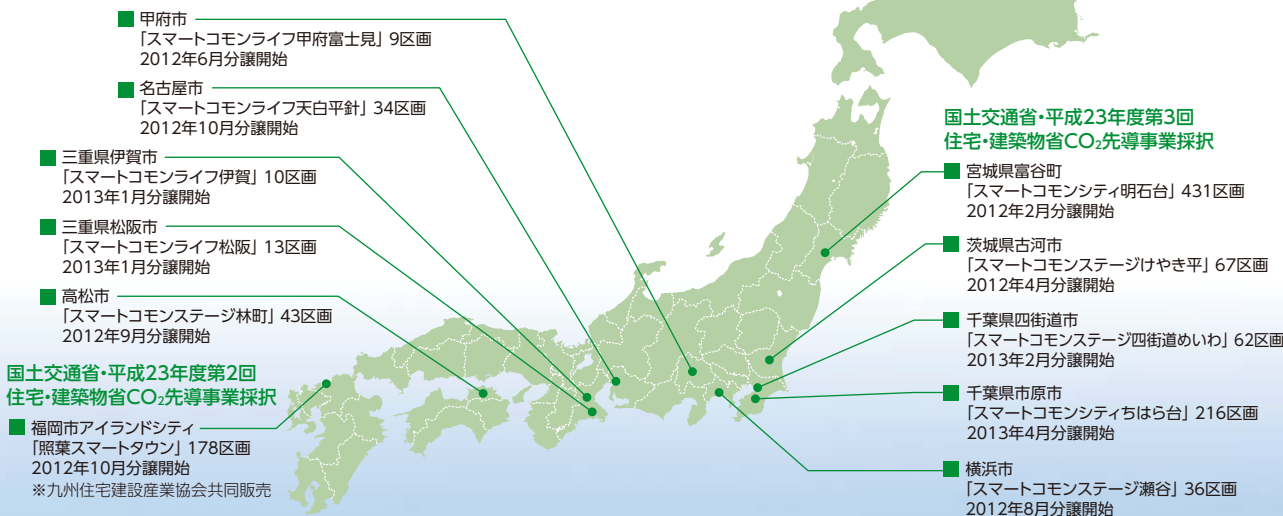 甲府市
「スマートコモンライフ甲府富士見」 9区画
2012年6月分譲開始
名古屋市
「スマートコモンライフ天白平針」 34区画
2012年10月分譲開始
三重県伊賀市
「スマートコモンライフ伊賀」 10区画
2013年1月分譲開始
三重県松阪市
「スマートコモンライフ松阪」 13区画
2013年1月分譲開始
高松市
「スマートコモンステージ林町」 43区画
2012年9月分譲開始
国土交通省・平成23年度第2回
住宅・建築物省CO₂先導事業採択
福岡市アイランドシティ
「照葉スマートタウン」 178区画
2012年10月分譲開始
※九州住宅建設産業協会共同販売
国土交通省・平成23年度第3回
住宅・建築物省CO₂先導事業採択
宮城県富谷町
「スマートコモンシティ明石台」 431区画
2012年2月分譲開始
茨城県古河市
「スマートコモンステージけやき平」 67区画
2012年4月分譲開始
千葉県四街道市
「スマートコモンステージ四街道めいわ」 62区画
2013年2月分譲開始
千葉県市原市
「スマートコモンシティちはら台」 216区画
2013年4月分譲開始
横浜市
「スマートコモンステージ瀬谷」 36区画
2012年8月分譲開始